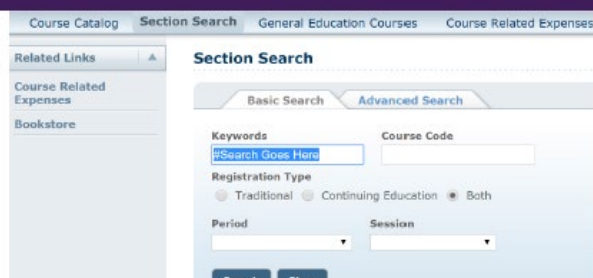 Course Catalog Section Search General Education Courses Course Related Expenses
Related Links
Section Search
Course Related
Expenses
Basic Search Advanced Search
Bookstore
Keywords Course Code
#Search Goes Here
Registration Type
Traditional Continuing Education Both
Period Session